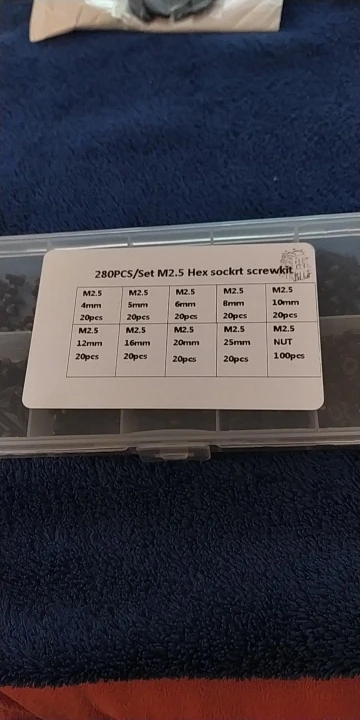 280PCS/Set M2.5 Hex sockrt screwkit
M2.5 M2.5 M2.5 M2.5 M2.5
4mm 5mm 6mm 8mm 10mm
20pcs 20pcs 20pcs 20pcs 20pcs
M2.5 M2.5 M2.5 M2.5 M2.5
12mm 16mm 20mm 25mm NUT
20pcs 20pcs 20pcs 20pcs 100pcs